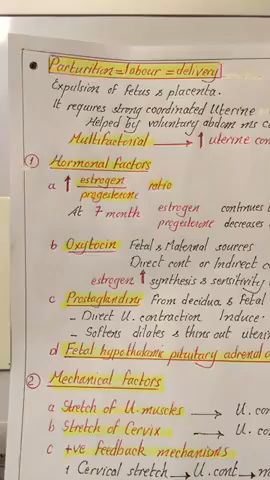 Parturition = labour = delivery
Expulsion of Fetus & placenta.
It requires strong coordinated Uterine
Helped by voluntary abdom ms
Multifactorial → ↑ uterine con
① Hormonal Factors
a ↑ estrogen / progesterone ratio
At 7 month estrogen continues
progesterone decreases
b Oxytocin Fetal & Maternal sources
Direct cont or Indirect
estrogen ↑ synthesis & sensitivity
c Prostaglandins From decidua & Fetal
- Direct U. contraction Induce
- Softens dilates & thins out uteri
d Fetal hypothalamic pituitary adrenal
② Mechanical factors
a Stretch of U. muscles → U. con
b Stretch of Cervix → U. co
c +ve feedback mechanisms
1 Cervical stretch → U. cont → m